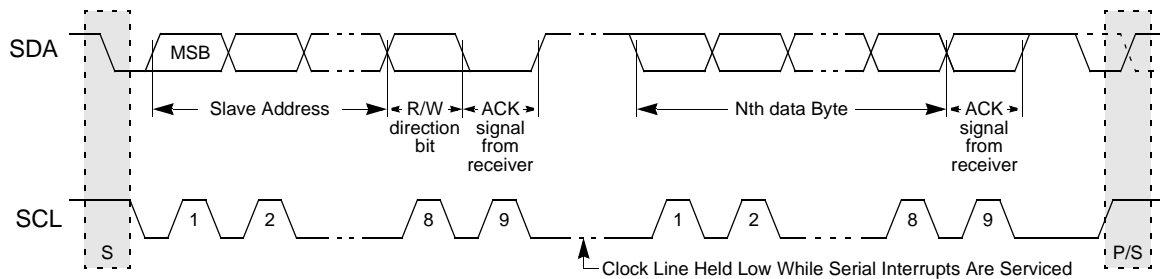 SDA
MSB
Slave Address
R/W
direction
bit
ACK
signal
from
receiver
Nth data Byte
ACK
signal
from
receiver
SCL
1
2
8
9
1
2
8
9
S
P/S
Clock Line Held Low While Serial Interrupts Are Serviced